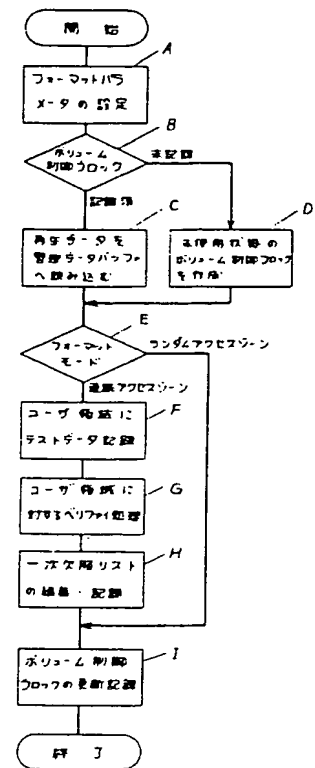 開始
A
フォーマットパラ
メータの設定
B
ボリューム
制御ブロック
未記録
記録済
C
再生データを
管理データバッファ
へ読み込む
D
未使用状態の
ボリューム制御ブロック
を作成
E
フォーマット
モード
ランダムアクセスゾーン
追記アクセスゾーン
F
ユーザ領域に
テストデータ記録
G
ユーザ領域に
対するベリファイ処理
H
一次欠陥リスト
の編集・記録
I
ボリューム制御
ブロックの更新記録
終了